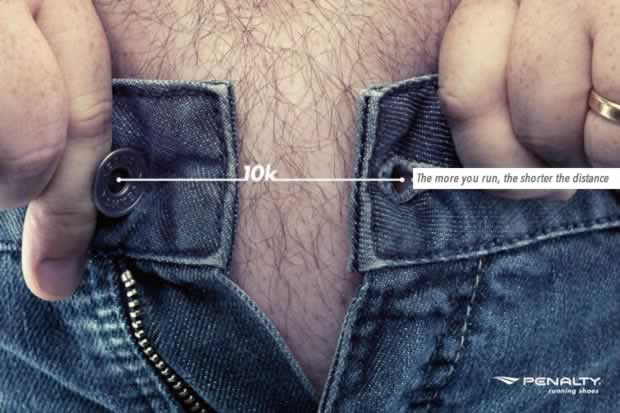 10k
The more you run, the shorter the distance
PENALTY
running shoes